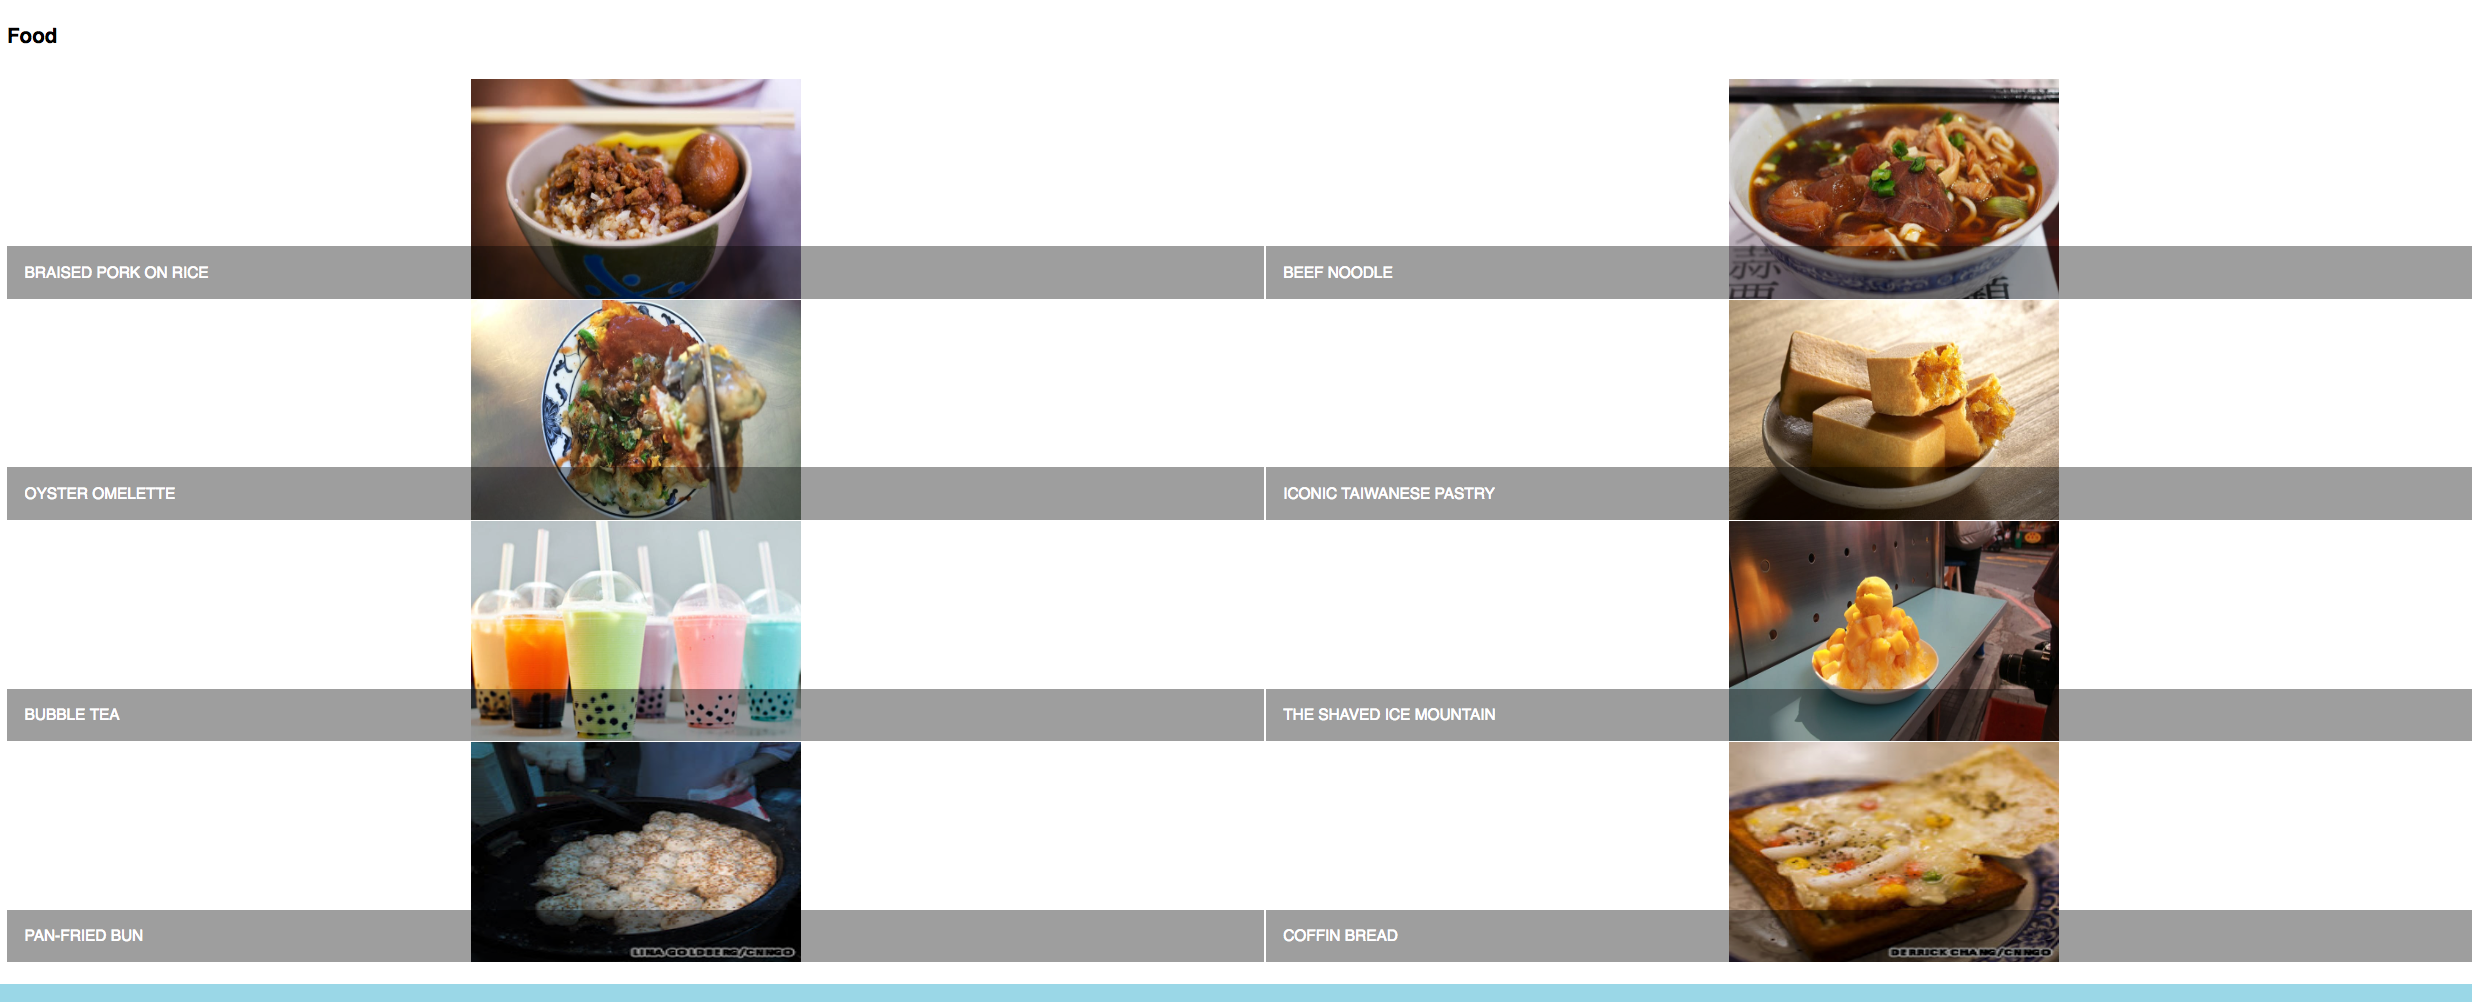 Food
BRAISED PORK ON RICE
BEEF NOODLE
OYSTER OMELETTE
ICONIC TAIWANESE PASTRY
BUBBLE TEA
THE SHAVED ICE MOUNTAIN
PAN-FRIED BUN
LINA GOLDBERG/CNNGO
COFFIN BREAD
DERRICK CHANG/CNNGO